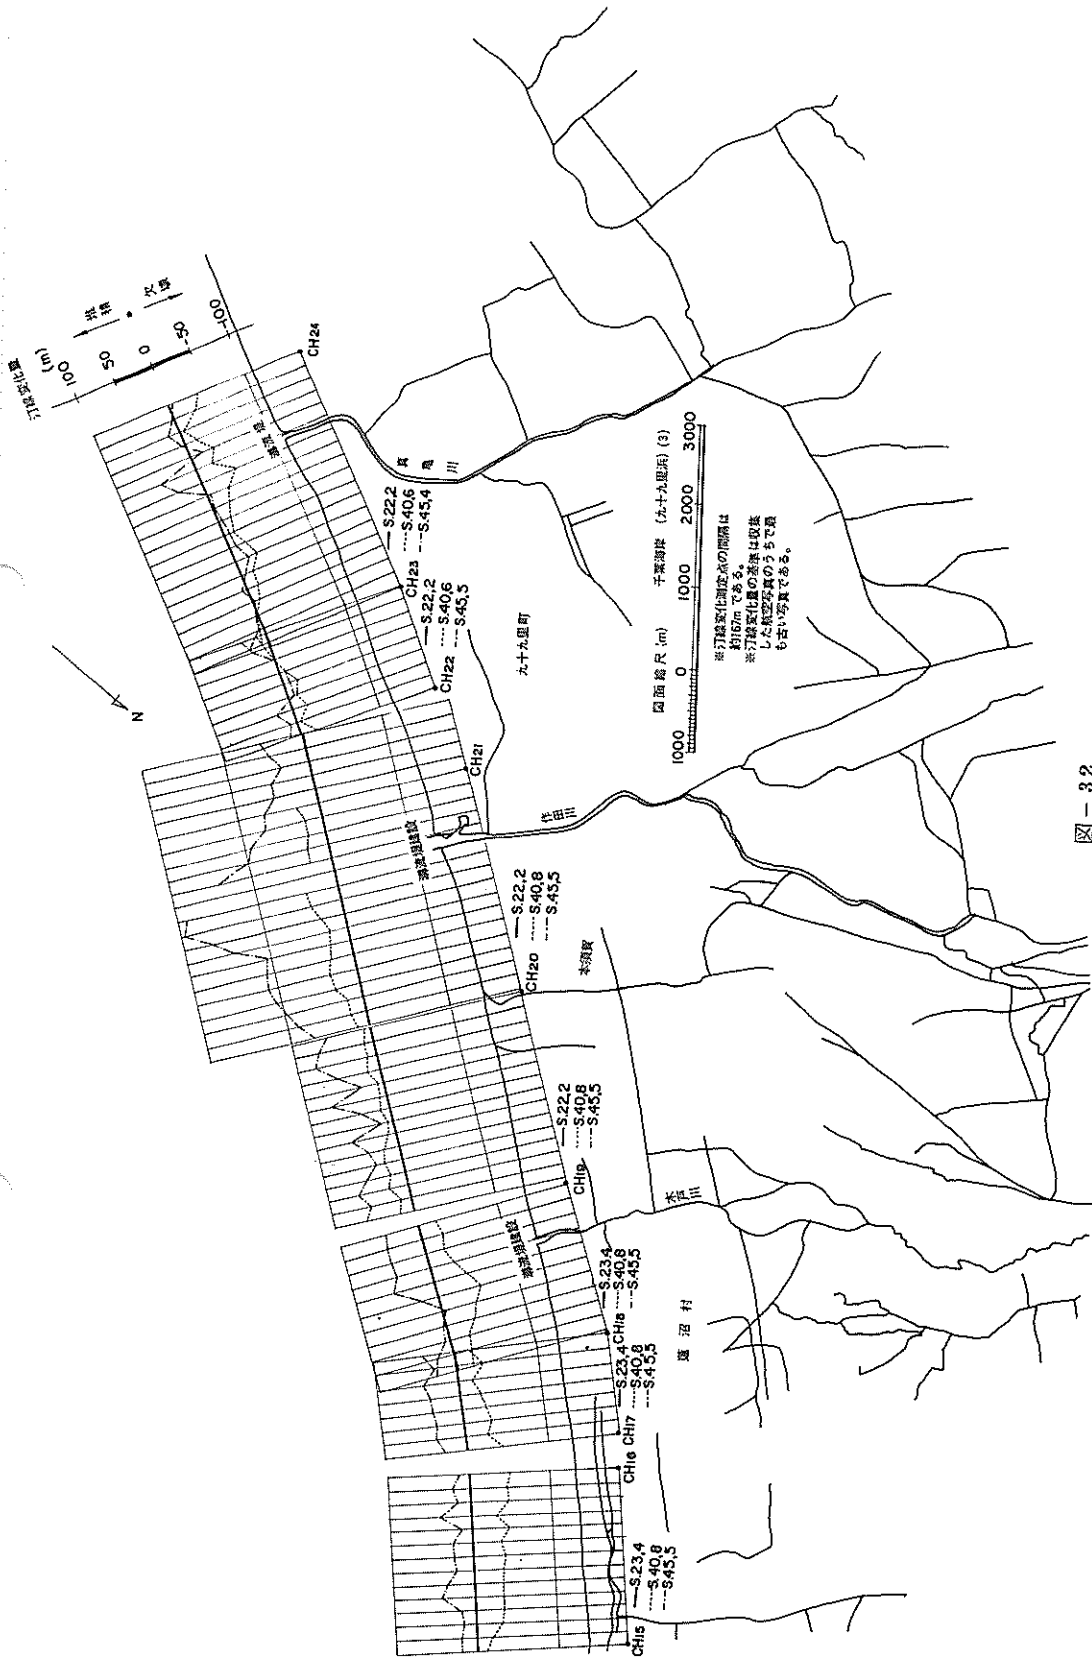 汀線変化量
(m)
100
50
0
-50
-100
堆積
欠壊
N
CH24
導流堤
真亀川
S.22,2
S.40,6
S.45,4
CH23
S.22,2
S.40,6
S.45,5
CH22
九十九里町
CH21
導流堤建設
作田川
S.22,2
S.40,8
S.45,5
CH20
本須賀
S.22,2
S.40,8
S.45,5
CH19
木戸川
導流堤建設
S.23,4
S.40,8
S.45,5
CH18
S.23,4
S.40,8
S.45,5
CH17
蓮沼村
CH16
S.23,4
S.40,8
S.45,5
CH15
図面縮尺 (m)
千葉海岸 (九十九里浜) (3)
1000 0 1000 2000 3000
※汀線変化測定点の間隔は
約167mである。
※汀線変化量の基準は収集
した航空写真のうちで最
も古い写真である。
図-32